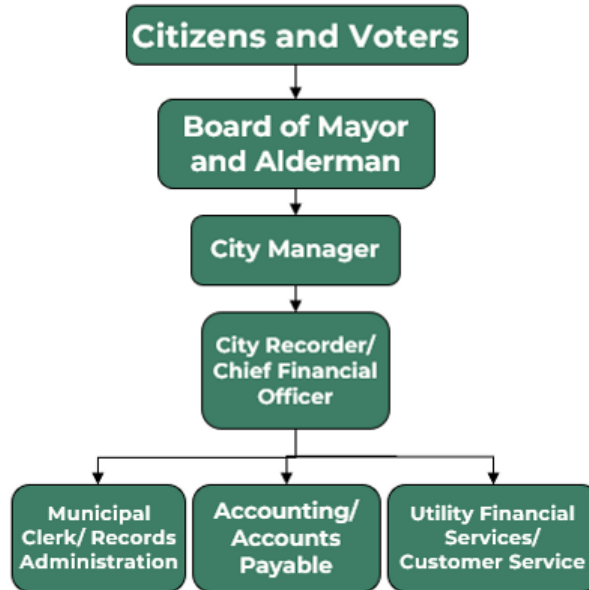 Citizens and Voters
Board of Mayor
and Alderman
City Manager
City Recorder/
Chief Financial
Officer
Municipal
Clerk/ Records
Administration
Accounting/
Accounts
Payable
Utility Financial
Services/
Customer Service